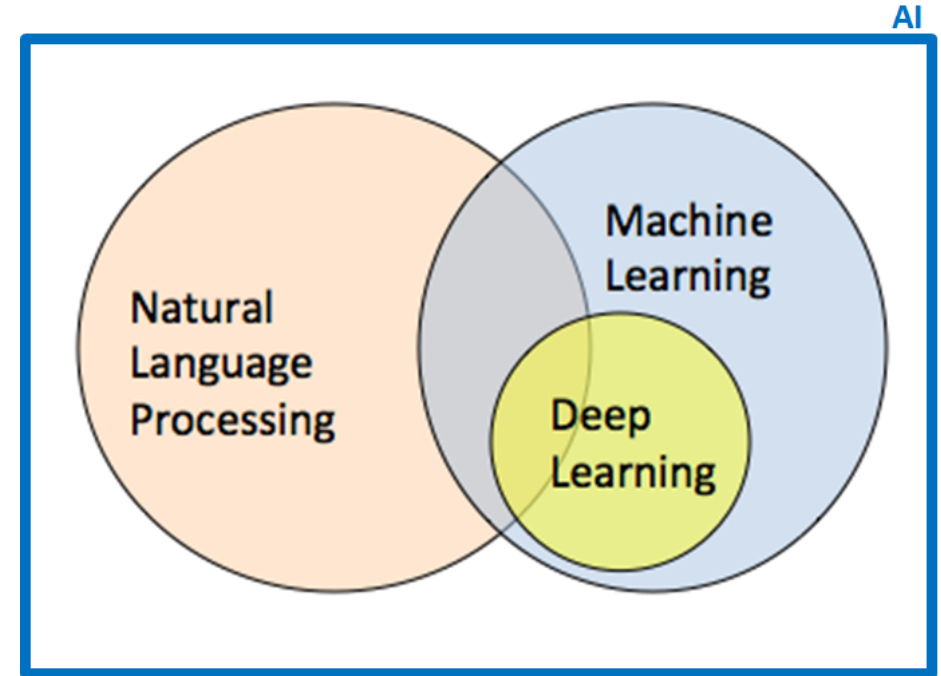 AI
Natural
Language
Processing
Machine
Learning
Deep
Learning